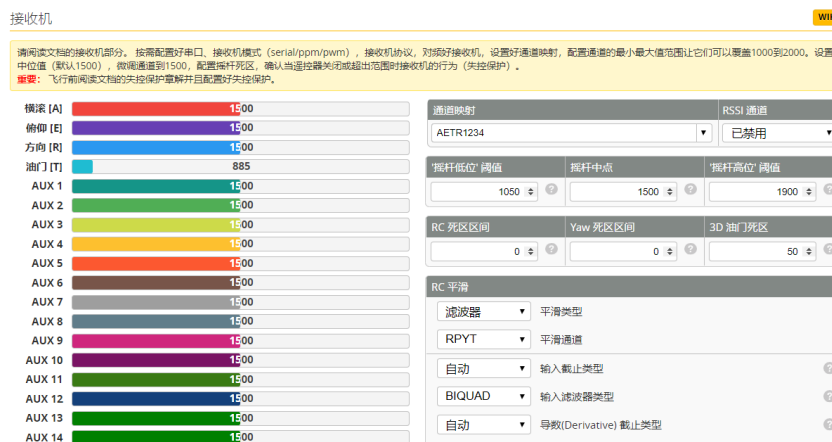 接收机
WIK
请阅读文档的接收机部分。 按需配置好串口、接收机模式（serial/ppm/pwm），接收机协议，对频好接收机，设置好通道映射，配置通道的最小最大值范围让它们可以覆盖1000到2000。设置
中位值（默认1500），微调通道到1500，配置摇杆死区，确认当遥控器关闭或超出范围时接收机的行为（失控保护）。
重要： 飞行前阅读文档的失控保护章解并且配置好失控保护。
横滚 [A] 1500
俯仰 [E] 1500
方向 [R] 1500
油门 [T] 885
AUX 1 1500
AUX 2 1500
AUX 3 1500
AUX 4 1500
AUX 5 1500
AUX 6 1500
AUX 7 1500
AUX 8 1500
AUX 9 1500
AUX 10 1500
AUX 11 1500
AUX 12 1500
AUX 13 1500
AUX 14 1500
通道映射 RSSI 通道
AETR1234 已禁用
'摇杆低位' 阈值 摇杆中点 '摇杆高位' 阈值
1050 1500 1900
RC 死区区间 Yaw 死区区间 3D 油门死区
0 0 50
RC 平滑
滤波器 平滑类型
RPYT 平滑通道
自动 输入截止类型
BIQUAD 输入滤波器类型
自动 导数(Derivative) 截止类型